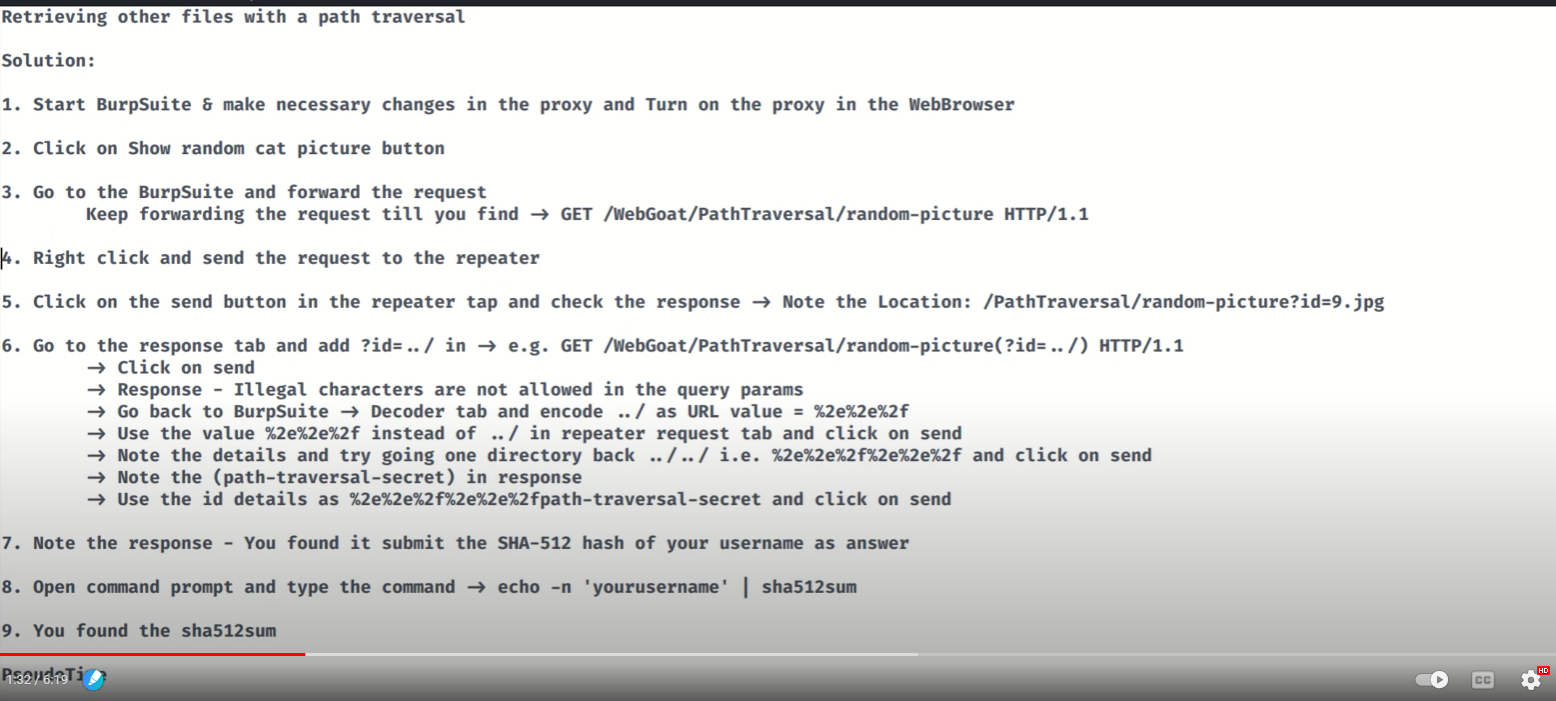 Retrieving other files with a path traversal
Solution:
1. Start BurpSuite & make necessary changes in the proxy and Turn on the proxy in the WebBrowser
2. Click on Show random cat picture button
3. Go to the BurpSuite and forward the request
Keep forwarding the request till you find → GET /WebGoat/PathTraversal/random-picture HTTP/1.1
4. Right click and send the request to the repeater
5. Click on the send button in the repeater tap and check the response → Note the Location: /PathTraversal/random-picture?id=9.jpg
6. Go to the response tab and add ?id=../ in → e.g. GET /WebGoat/PathTraversal/random-picture(?id=../) HTTP/1.1
→ Click on send
→ Response - Illegal characters are not allowed in the query params
→ Go back to BurpSuite → Decoder tab and encode ../ as URL value = %2e%2e%2f
→ Use the value %2e%2e%2f instead of ../ in repeater request tab and click on send
→ Note the details and try going one directory back ../../ i.e. %2e%2e%2f%2e%2e%2f and click on send
→ Note the (path-traversal-secret) in response
→ Use the id details as %2e%2e%2f%2e%2e%2fpath-traversal-secret and click on send
7. Note the response - You found it submit the SHA-512 hash of your username as answer
8. Open command prompt and type the command → echo -n 'yourusername' | sha512sum
9. You found the sha512sum
PseudoTime
1:32 / 6:19
CC
HD